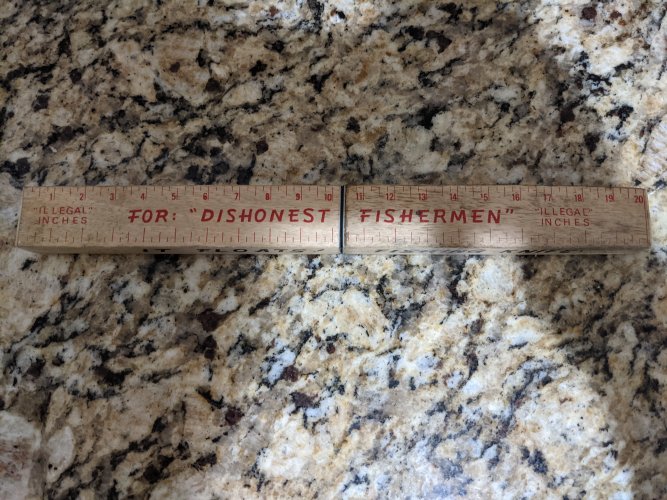 1 2 3 4 5 6 7 8 9 10 11 12 13 14 15 16 17 18 19 20
"ILLEGAL"
INCHES
FOR: "DISHONEST FISHERMEN"
"ILLEGAL"
INCHES